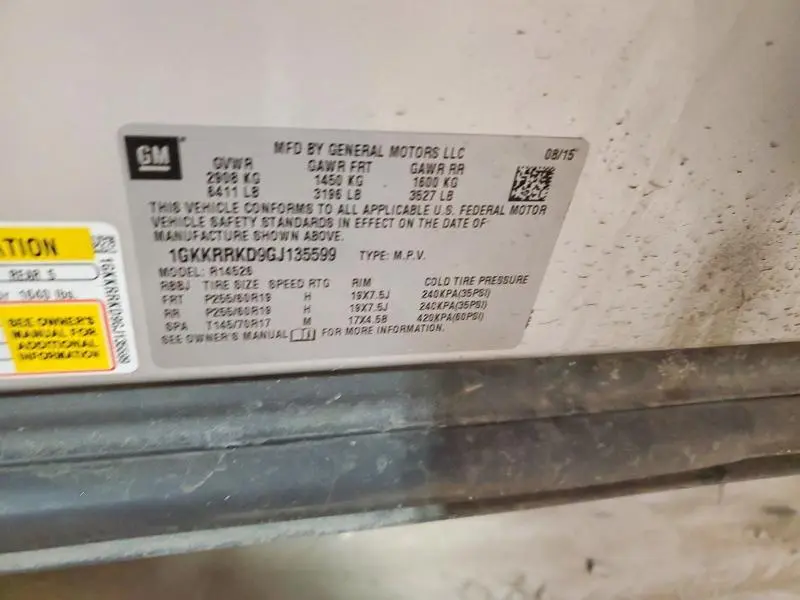 GM
MFD BY GENERAL MOTORS LLC 08/15
GVWR GAWR FRT GAWR RR
2908 KG 1450 KG 1600 KG
6411 LB 3196 LB 3527 LB
THIS VEHICLE CONFORMS TO ALL APPLICABLE U.S. FEDERAL MOTOR
VEHICLE SAFETY STANDARDS IN EFFECT ON THE DATE OF
MANUFACTURE SHOWN ABOVE.
1GKKRRKD9GJ135599 TYPE: M.P.V.
MODEL: R14526
RBBJ TIRE SIZE SPEED RTG RIM COLD TIRE PRESSURE
FRT P255/60R19 H 19X7.5J 240KPA(35PSI)
RR P255/60R19 H 19X7.5J 240KPA(35PSI)
SPA T145/70R17 M 17X4.5B 420KPA(60PSI)
SEE OWNER'S MANUAL FOR MORE INFORMATION.
ATION
REAR 5
or 1640 lbs.
SEE OWNER'S
MANUAL FOR
ADDITIONAL
INFORMATION
1GKKRRKD9GJ135599